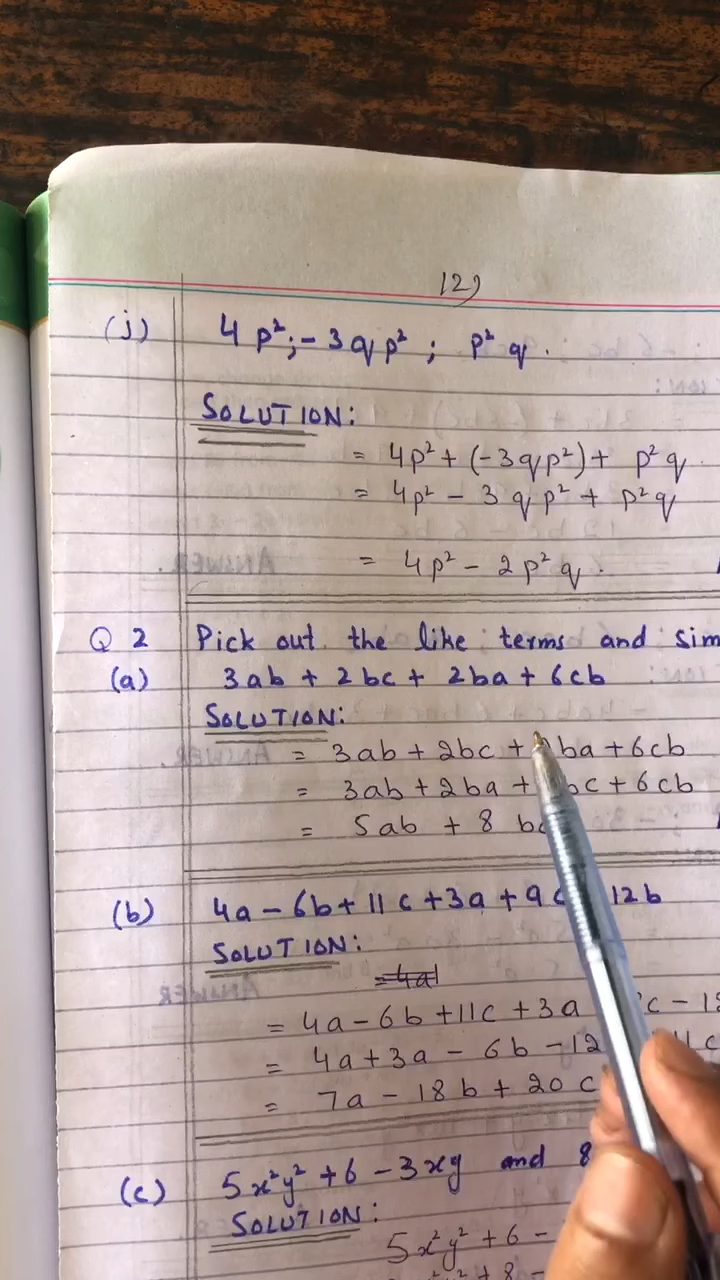 12)
(j) 4p²; -3qp²; p²q.
SOLUTION:
= 4p² + (-3qp²) + p²q
= 4p² - 3qp² + p²q
= 4p² - 2p²q.
Q2 Pick out the like terms and sim
(a) 3ab + 2bc + 2ba + 6cb
SOLUTION:
= 3ab + 2bc + ba + 6cb
= 3ab + 2ba + c + 6cb
= 5ab + 8 b
(b) 4a - 6b + 11c + 3a + 9 12b
SOLUTION:
= 4a
= 4a - 6b + 11c + 3a c - 1
= 4a + 3a - 6b - 12 c
= 7a - 18b + 20c
(c) 5x²y² + 6 - 3xy and 8
SOLUTION:
5x²y² + 6 -
+ 8 -